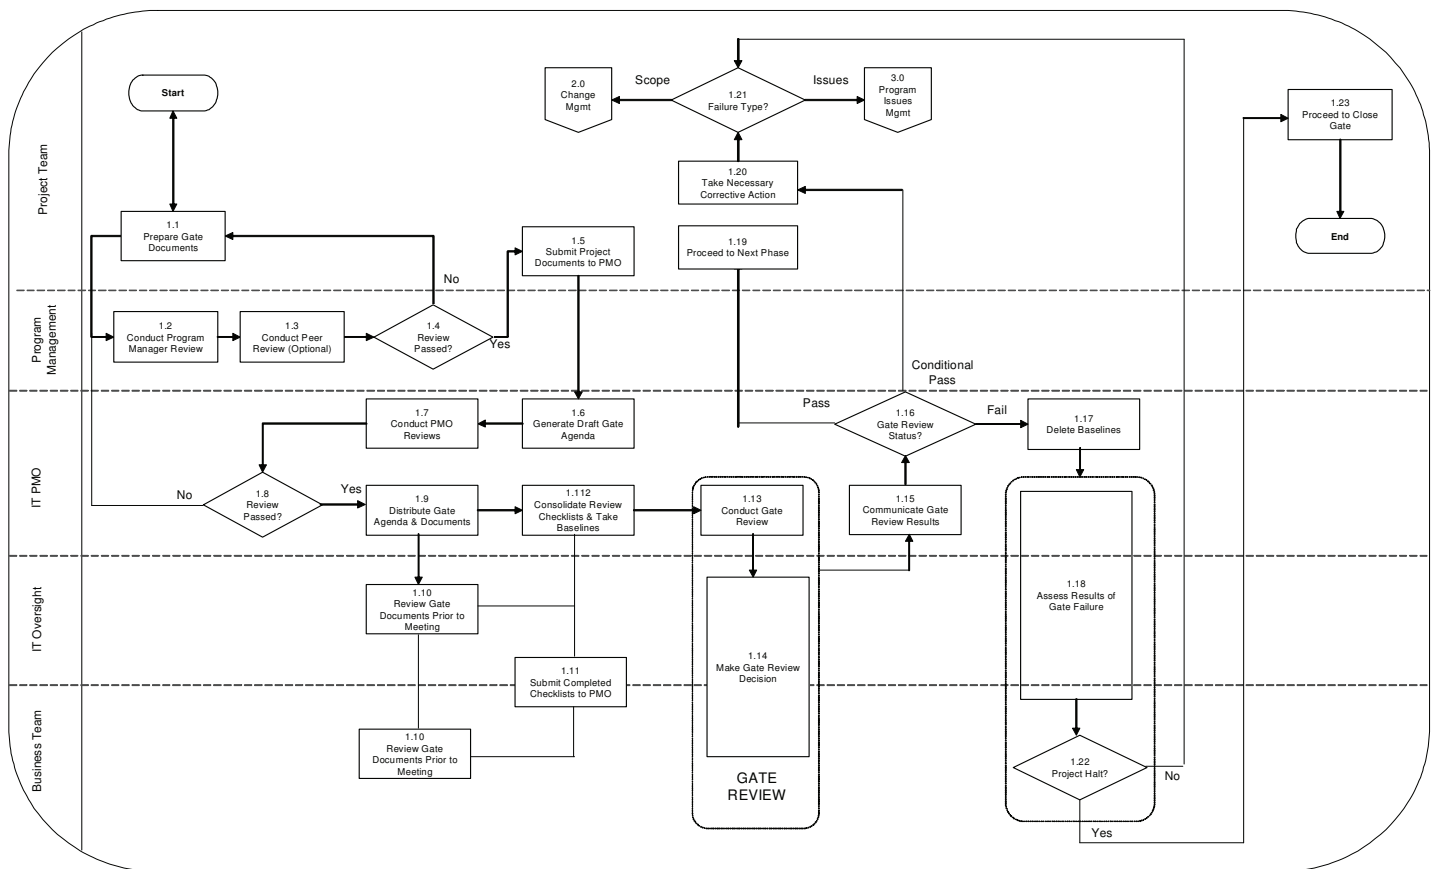 Project Team
Start
1.1
Prepare Gate
Documents
2.0
Change
Mgmt
Scope
1.21
Failure Type?
Issues
3.0
Program
Issues
Mgmt
1.20
Take Necessary
Corrective Action
1.5
Submit Project
Documents to PMO
1.19
Proceed to Next Phase
1.23
Proceed to Close
Gate
End
No
Program
Management
1.2
Conduct Program
Manager Review
1.3
Conduct Peer
Review (Optional)
1.4
Review
Passed?
Yes
Conditional
Pass
IT PMO
1.7
Conduct PMO
Reviews
1.6
Generate Draft Gate
Agenda
Pass
1.16
Gate Review
Status?
Fail
1.17
Delete Baselines
No
1.8
Review
Passed?
Yes
1.9
Distribute Gate
Agenda & Documents
1.112
Consolidate Review
Checklists & Take
Baselines
1.13
Conduct Gate
Review
1.15
Communicate Gate
Review Results
IT Oversight
1.10
Review Gate
Documents Prior to
Meeting
1.11
Submit Completed
Checklists to PMO
1.14
Make Gate Review
Decision
1.18
Assess Results of
Gate Failure
Business Team
1.10
Review Gate
Documents Prior to
Meeting
GATE
REVIEW
1.22
Project Halt?
No
Yes